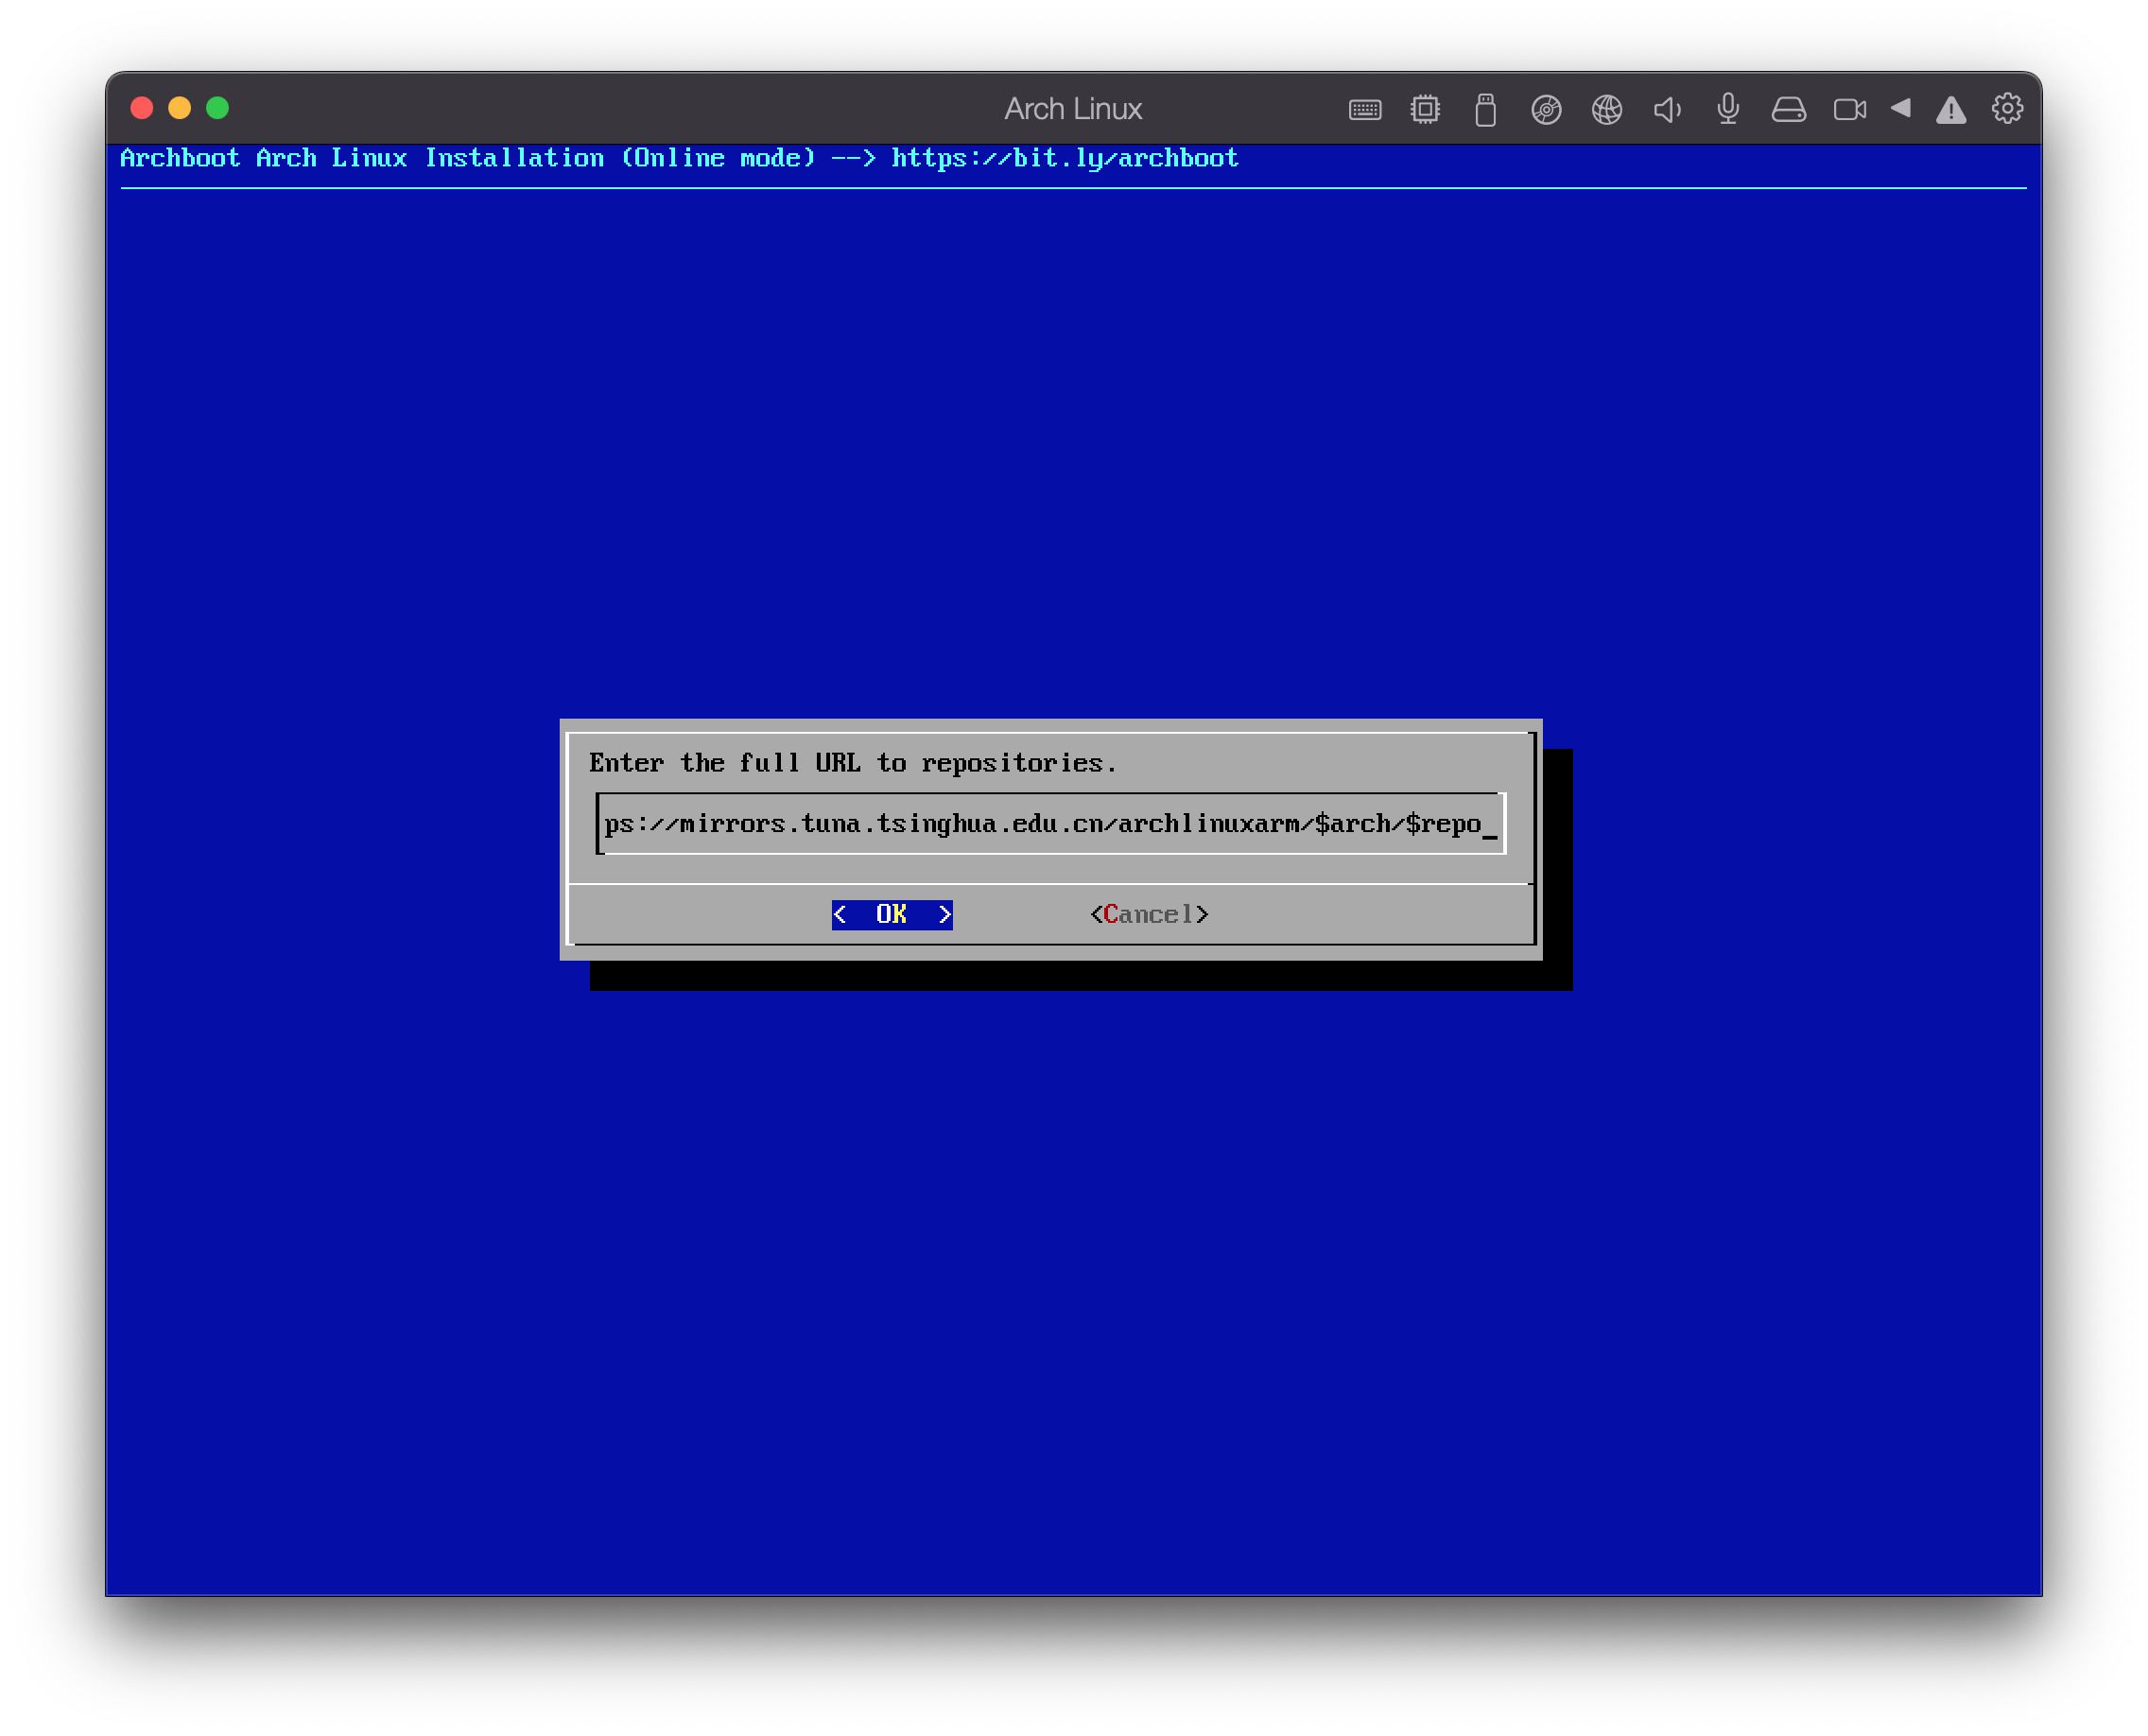 Arch Linux
Archboot Arch Linux Installation (Online mode) --> https://bit.ly/archboot
Enter the full URL to repositories.
ps://mirrors.tuna.tsinghua.edu.cn/archlinuxarm/$arch/$repo_
<  OK  >
<Cancel>